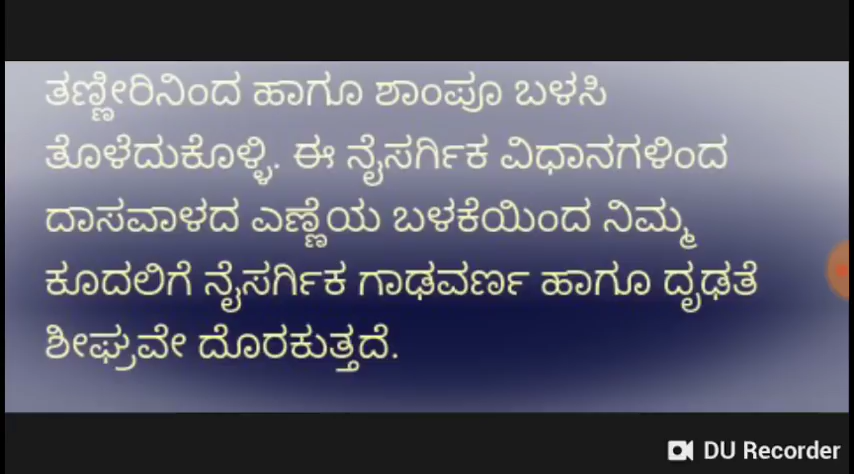 ತಣ್ಣೀರಿನಿಂದ ಹಾಗೂ ಶಾಂಪೂ ಬಳಸಿ
ತೊಳೆದುಕೊಳ್ಳಿ. ಈ ನೈಸರ್ಗಿಕ ವಿಧಾನಗಳಿಂದ
ದಾಸವಾಳದ ಎಣ್ಣೆಯ ಬಳಕೆಯಿಂದ ನಿಮ್ಮ
ಕೂದಲಿಗೆ ನೈಸರ್ಗಿಕ ಗಾಢವರ್ಣ ಹಾಗೂ ದೃಢತೆ
ಶೀಘ್ರವೇ ದೊರಕುತ್ತದೆ.
DU Recorder